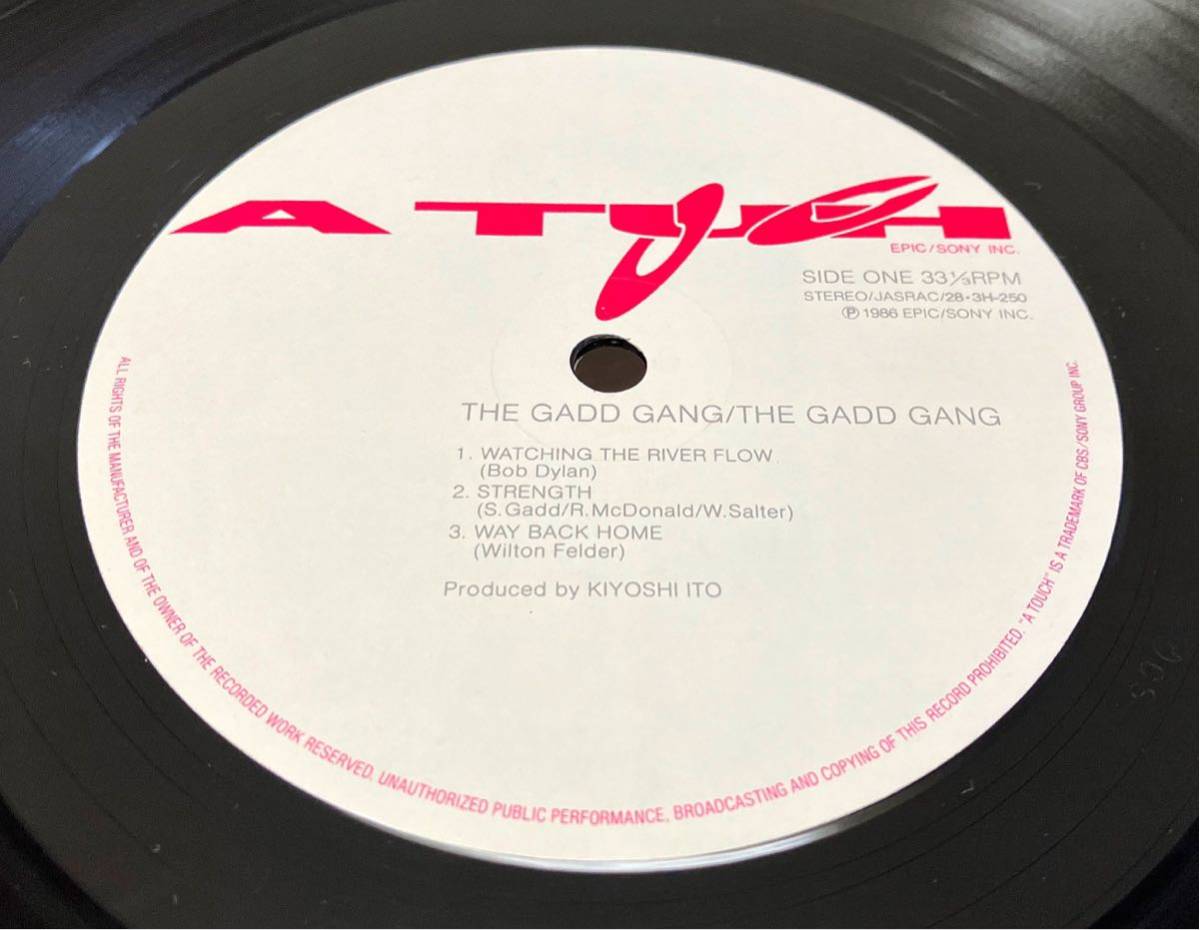 A TOUCH
EPIC/SONY INC.
SIDE ONE 33⅓RPM
STEREO/JASRAC/28・3H-250
Ⓟ1986 EPIC/SONY INC.
THE GADD GANG/THE GADD GANG
1. WATCHING THE RIVER FLOW
(Bob Dylan)
2. STRENGTH
(S.Gadd/R.McDonald/W.Salter)
3. WAY BACK HOME
(Wilton Felder)
Produced by KIYOSHI ITO
ALL RIGHTS OF THE MANUFACTURER AND OF THE OWNER OF THE RECORDED WORK RESERVED. UNAUTHORIZED PUBLIC PERFORMANCE, BROADCASTING AND COPYING OF THIS RECORD PROHIBITED. "A TOUCH" IS A TRADEMARK OF CBS/SONY GROUP INC.